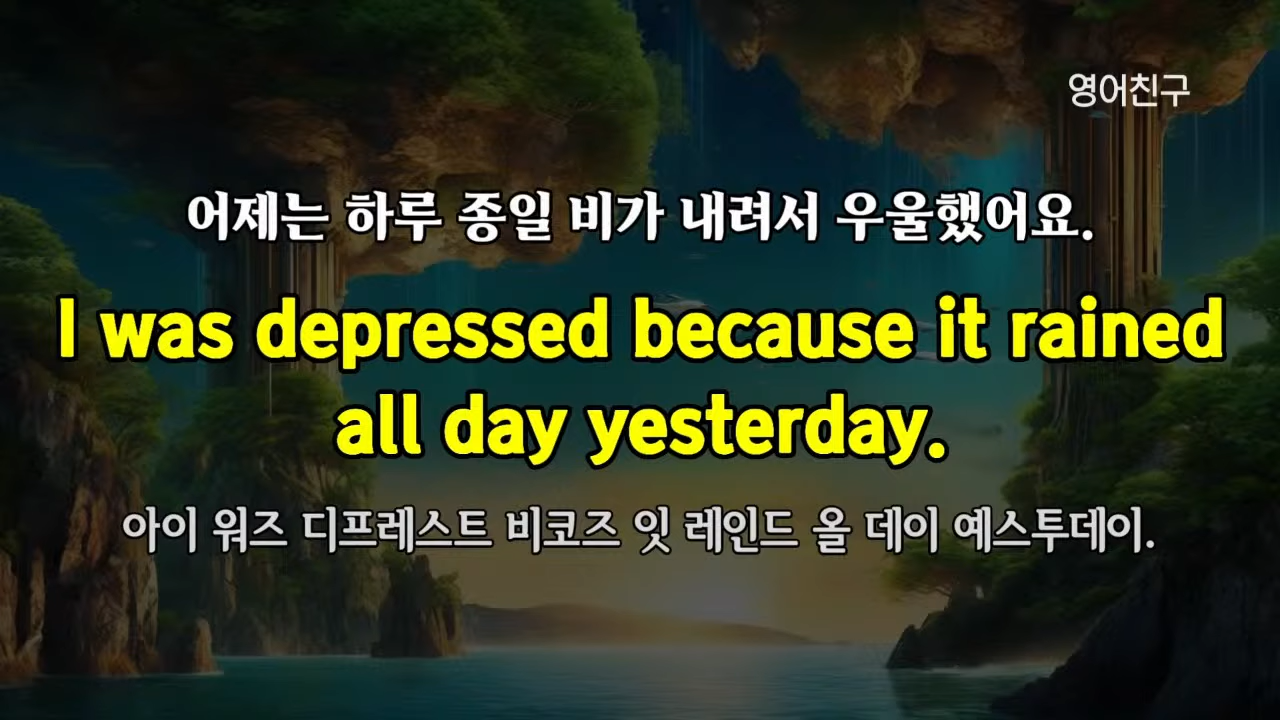 영어친구
어제는 하루 종일 비가 내려서 우울했어요.
I was depressed because it rained
all day yesterday.
아이 워즈 디프레스트 비코즈 잇 레인드 올 데이 예스투데이.